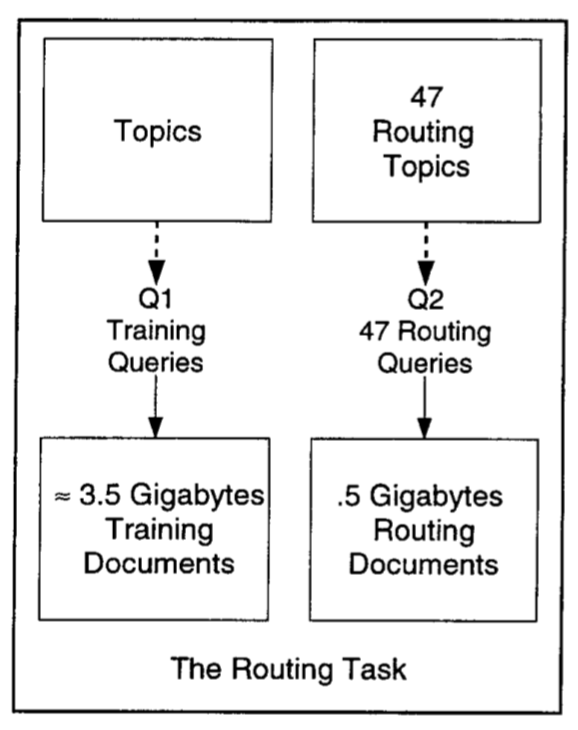 Topics
47
Routing
Topics
Q1
Training
Queries
Q2
47 Routing
Queries
≈ 3.5 Gigabytes
Training
Documents
.5 Gigabytes
Routing
Documents
The Routing Task